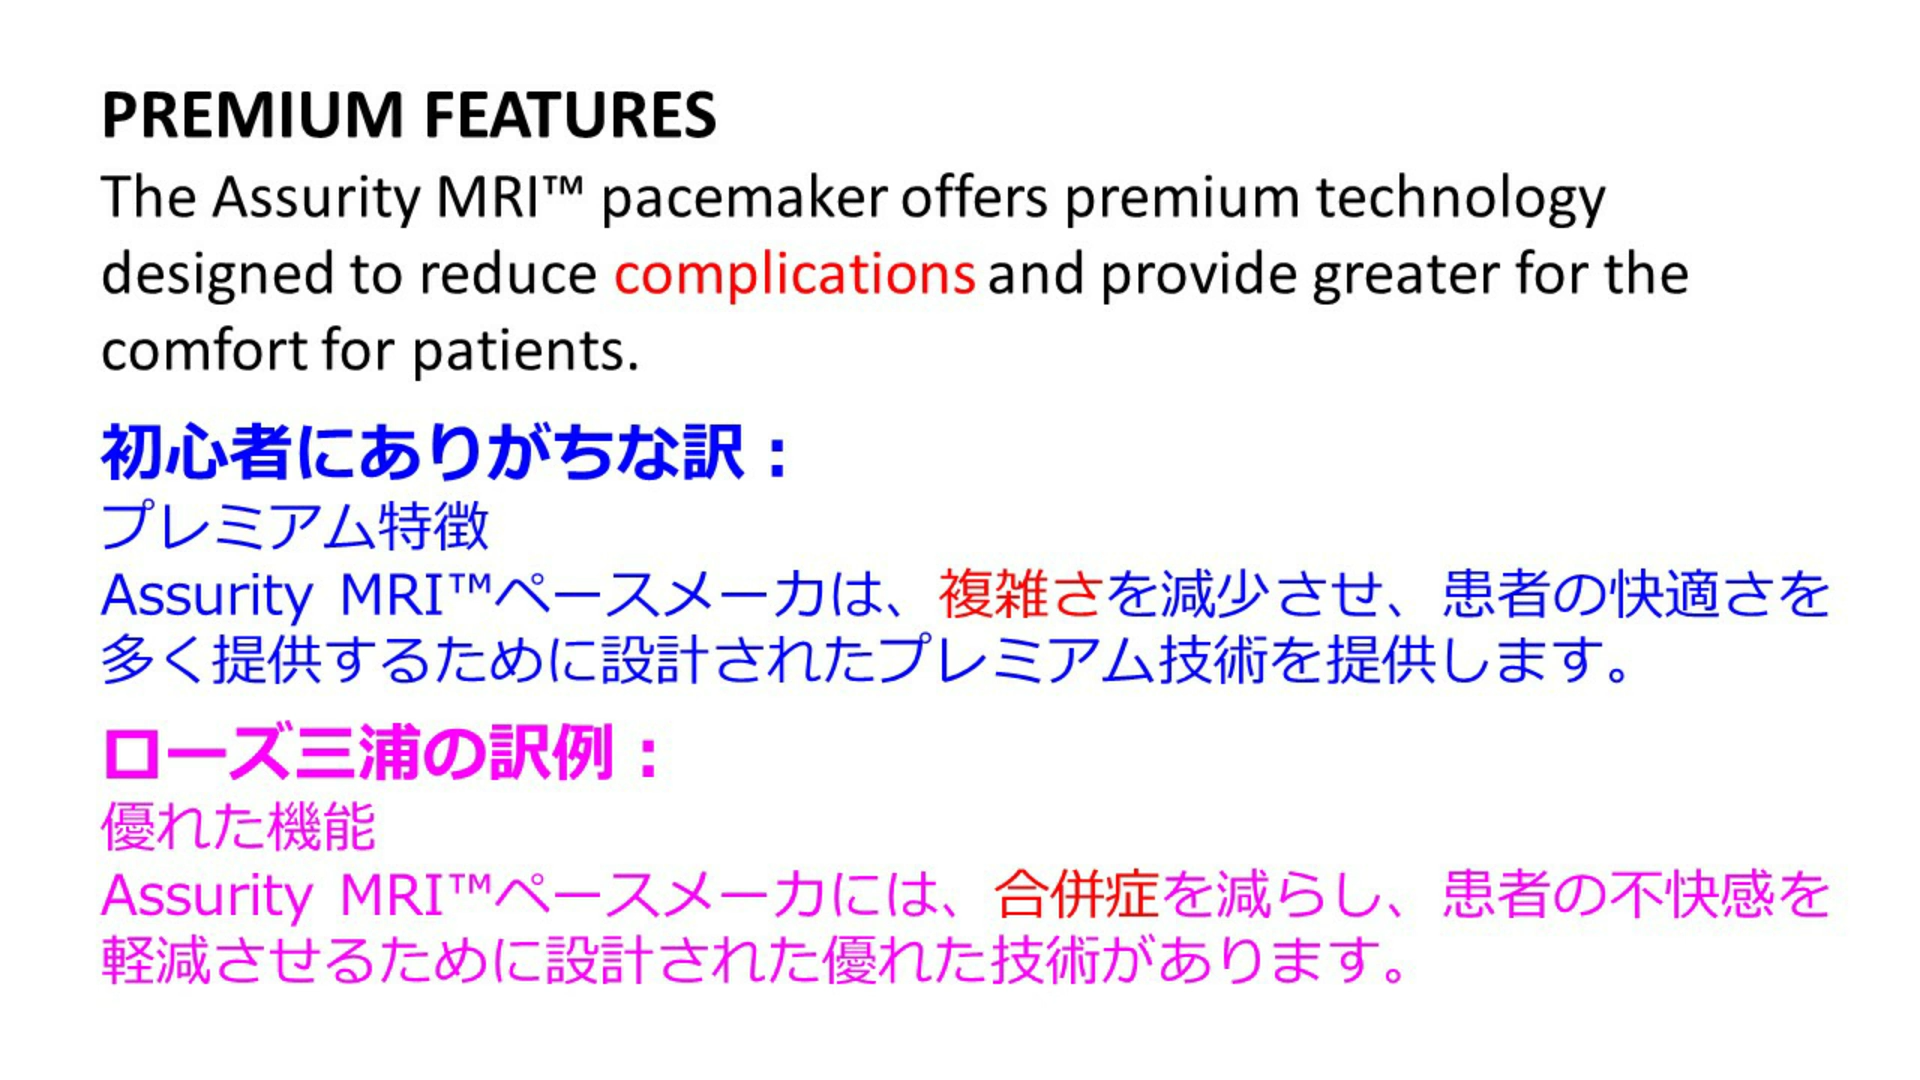 PREMIUM FEATURES
The Assurity MRI™ pacemaker offers premium technology
designed to reduce complications and provide greater for the
comfort for patients.
初心者にありがちな訳：
プレミアム特徴
Assurity MRI™ペースメーカは、複雑さを減少させ、患者の快適さを
多く提供するために設計されたプレミアム技術を提供します。
ローズ三浦の訳例：
優れた機能
Assurity MRI™ペースメーカには、合併症を減らし、患者の不快感を
軽減させるために設計された優れた技術があります。